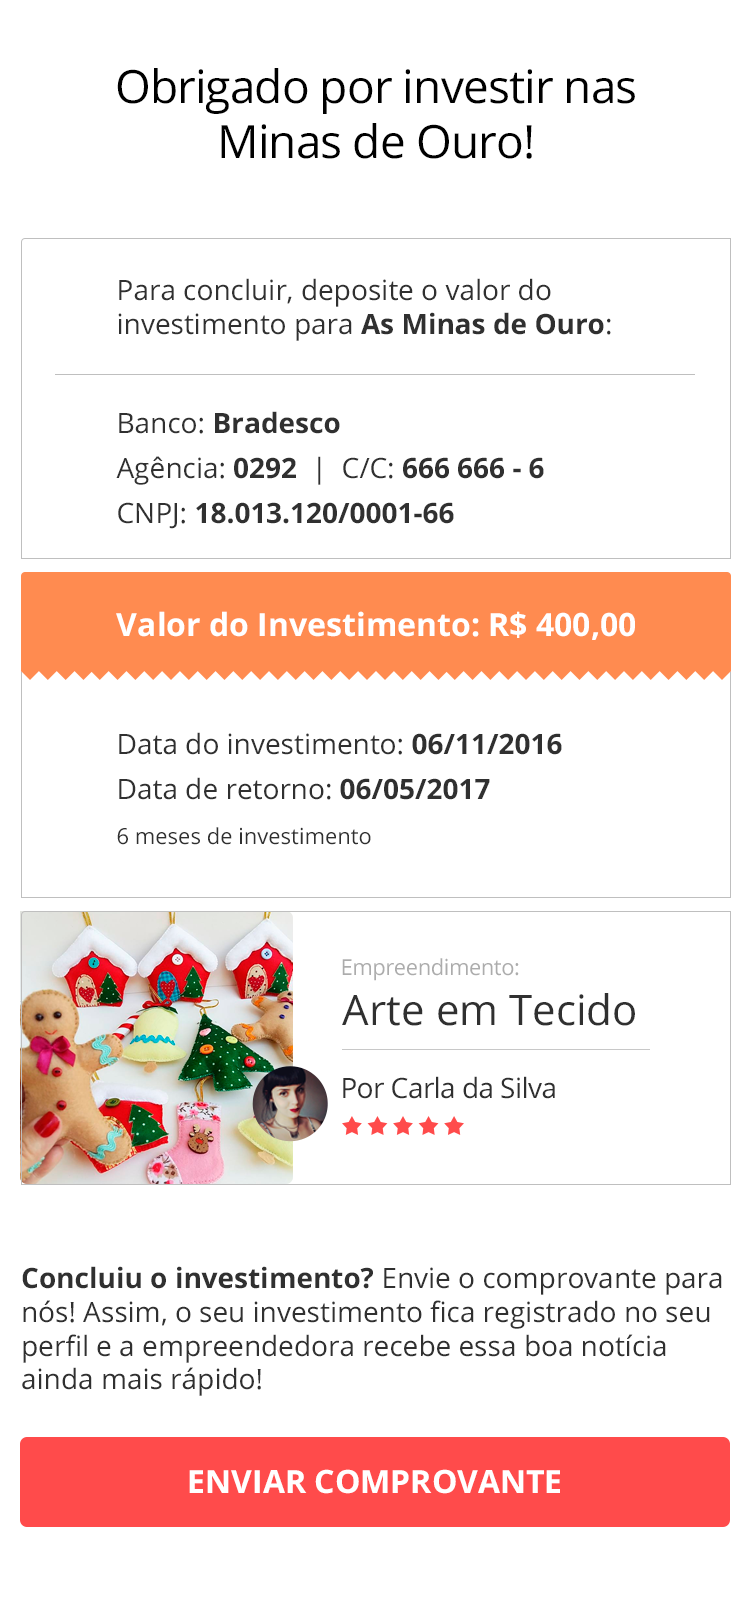 Obrigado por investir nas
Minas de Ouro!
Para concluir, deposite o valor do
investimento para As Minas de Ouro:
Banco: Bradesco
Agência: 0292 | C/C: 666 666 - 6
CNPJ: 18.013.120/0001-66
Valor do Investimento: R$ 400,00
Data do investimento: 06/11/2016
Data de retorno: 06/05/2017
6 meses de investimento
Empreendimento:
Arte em Tecido
Por Carla da Silva
Concluiu o investimento? Envie o comprovante para
nós! Assim, o seu investimento fica registrado no seu
perfil e a empreendedora recebe essa boa notícia
ainda mais rápido!
ENVIAR COMPROVANTE